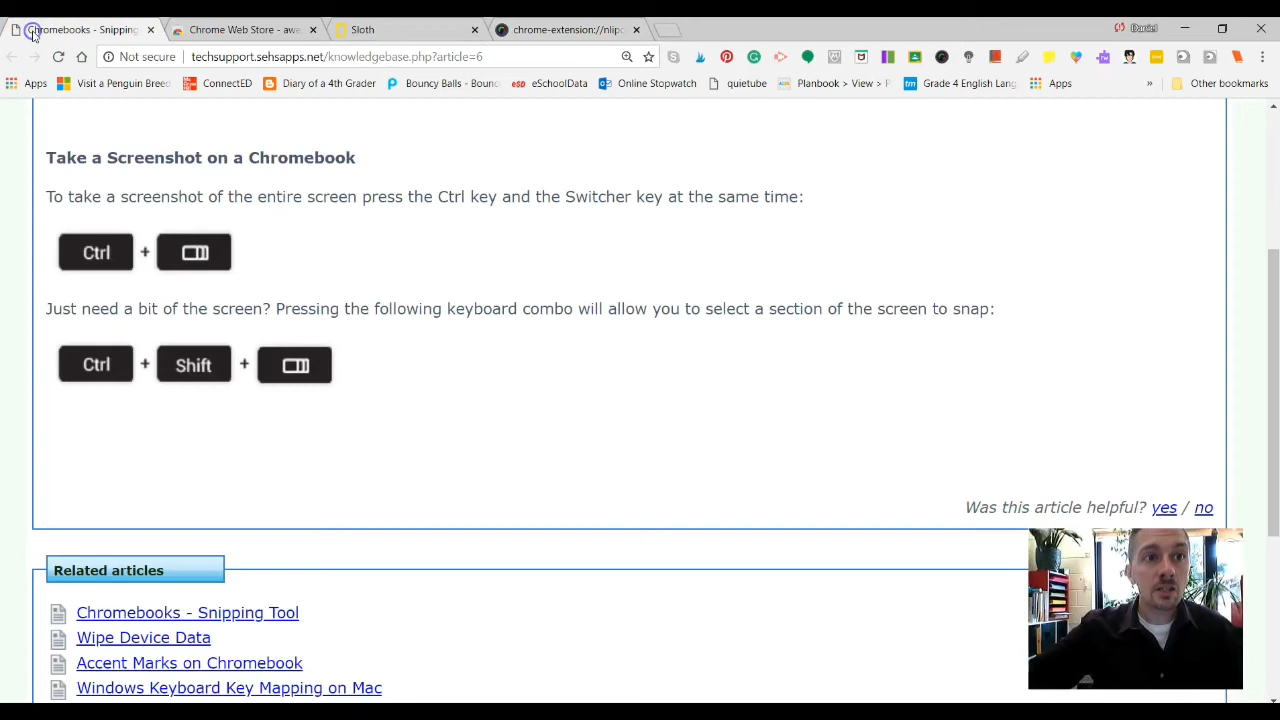 Chromebooks - Snipping
Chrome Web Store - awe
Sloth
chrome-extension://nlipc
Daniel
Not secure
techsupport.sehsapps.net/knowledgebase.php?article=6
Apps
Visit a Penguin Breed
ConnectED
Diary of a 4th Grader
Bouncy Balls - Bounc
esd
eSchoolData
Online Stopwatch
quietube
Planbook > View > P
tm
Grade 4 English Lang
Apps
»
Other bookmarks
Take a Screenshot on a Chromebook
To take a screenshot of the entire screen press the Ctrl key and the Switcher key at the same time:
Ctrl +
Just need a bit of the screen? Pressing the following keyboard combo will allow you to select a section of the screen to snap:
Ctrl + Shift +
Was this article helpful? yes / no
Related articles
Chromebooks - Snipping Tool
Wipe Device Data
Accent Marks on Chromebook
Windows Keyboard Key Mapping on Mac